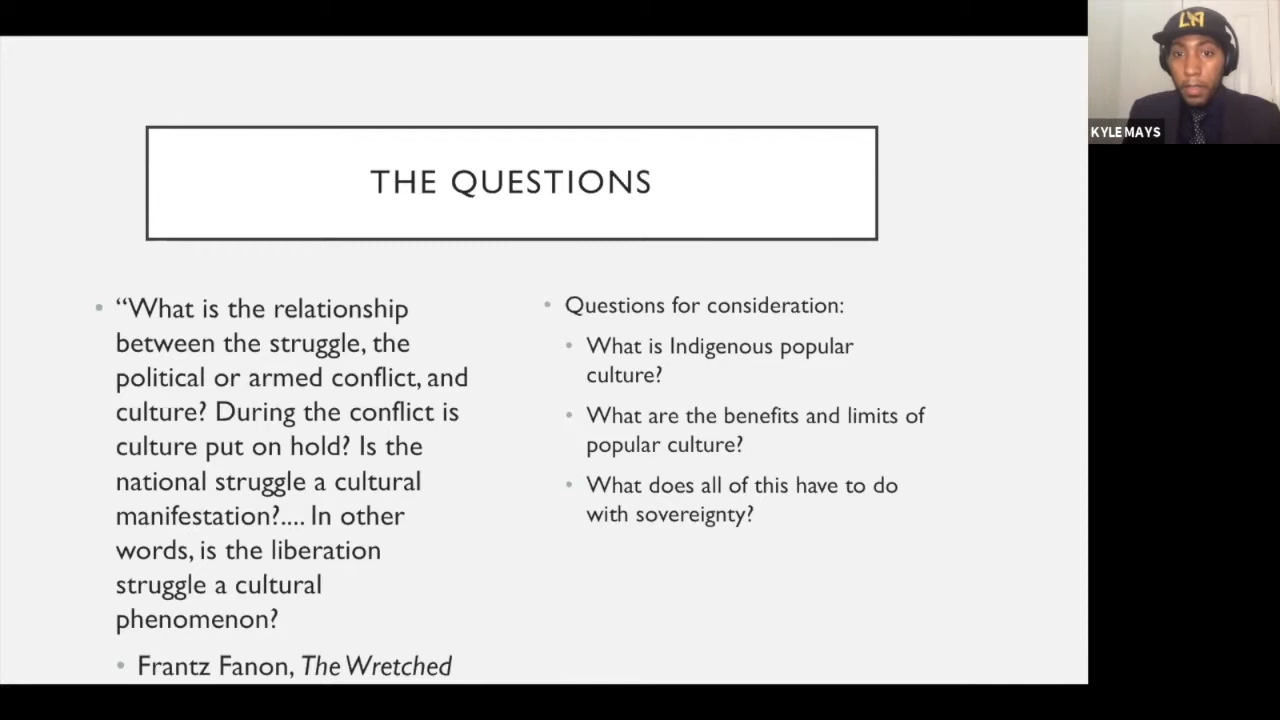 THE QUESTIONS
“What is the relationship
between the struggle, the
political or armed conflict, and
culture? During the conflict is
culture put on hold? Is the
national struggle a cultural
manifestation?.... In other
words, is the liberation
struggle a cultural
phenomenon?
Frantz Fanon, The Wretched
Questions for consideration:
What is Indigenous popular
culture?
What are the benefits and limits of
popular culture?
What does all of this have to do
with sovereignty?
LA
KYLE MAYS